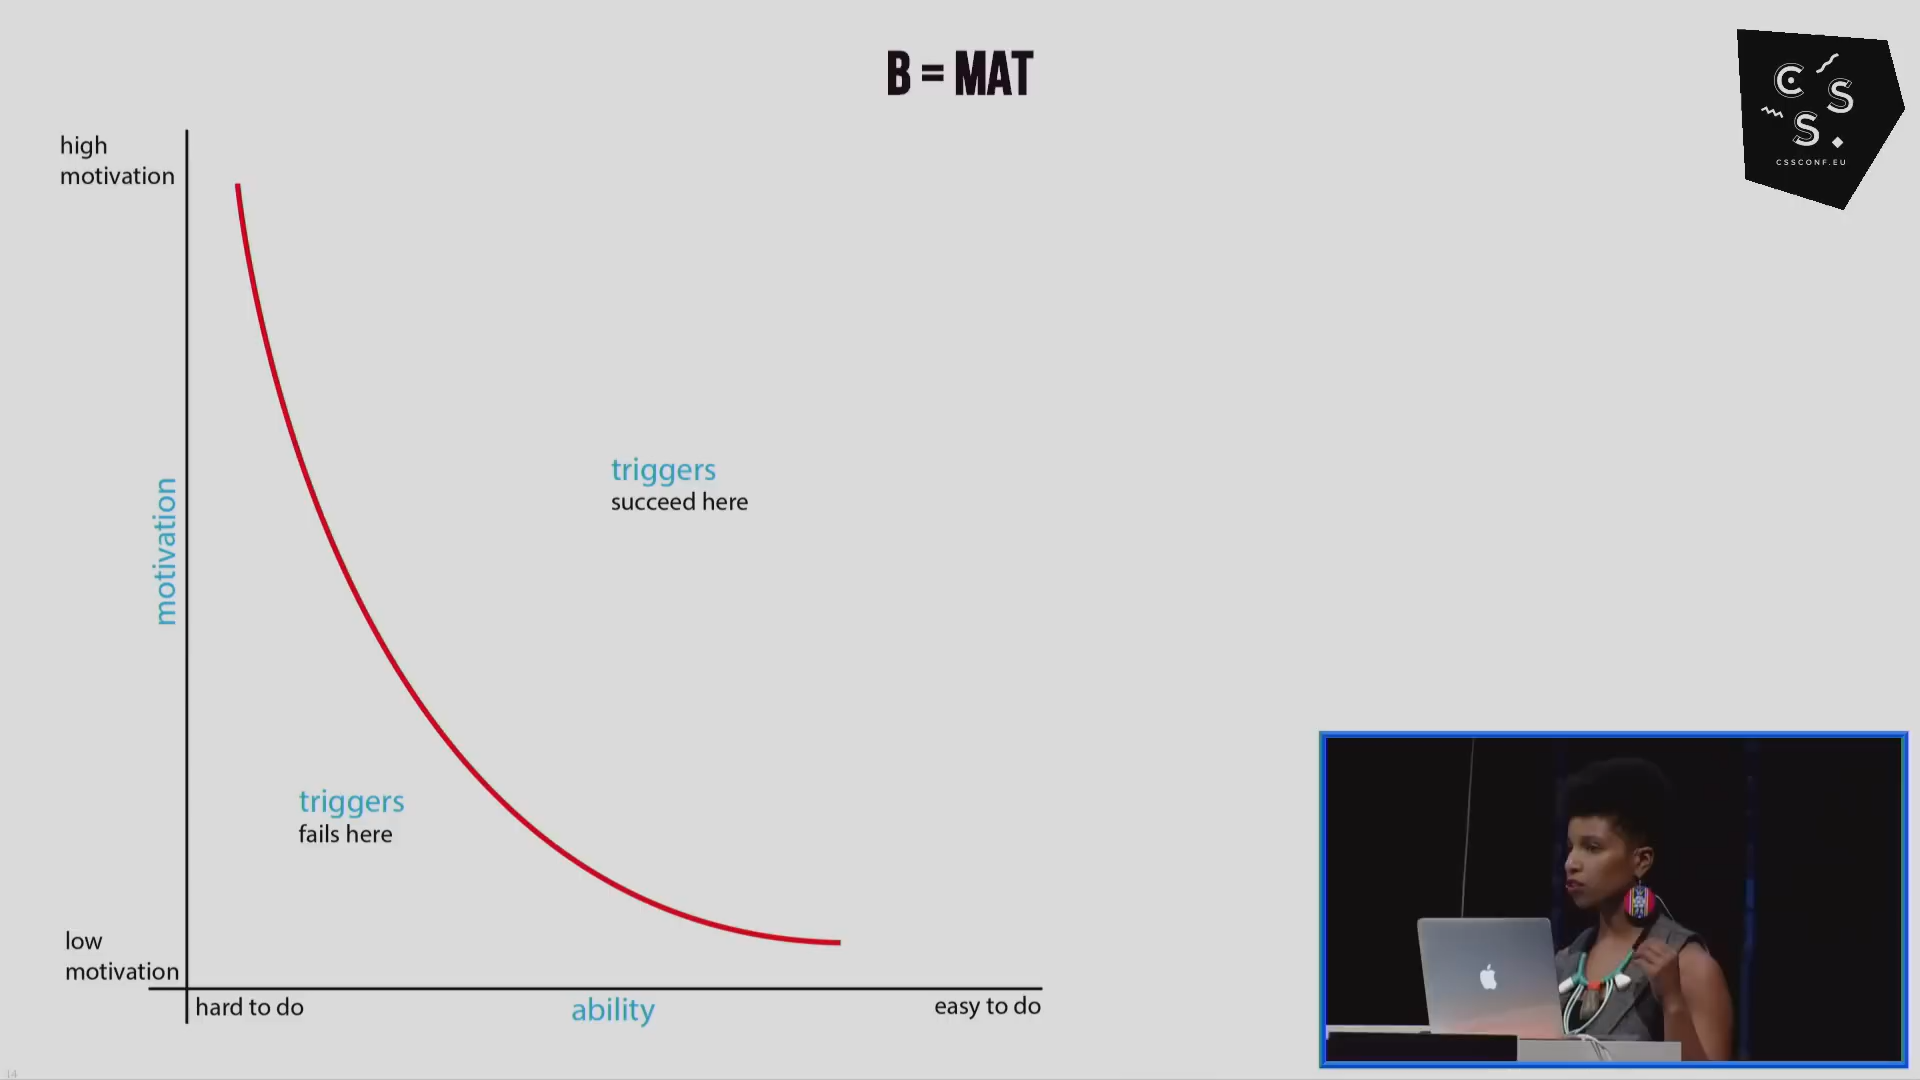 B = MAT
C
S
S.
CSSCONF.EU
high
motivation
motivation
triggers
succeed here
triggers
fails here
low
motivation
hard to do
ability
easy to do
14